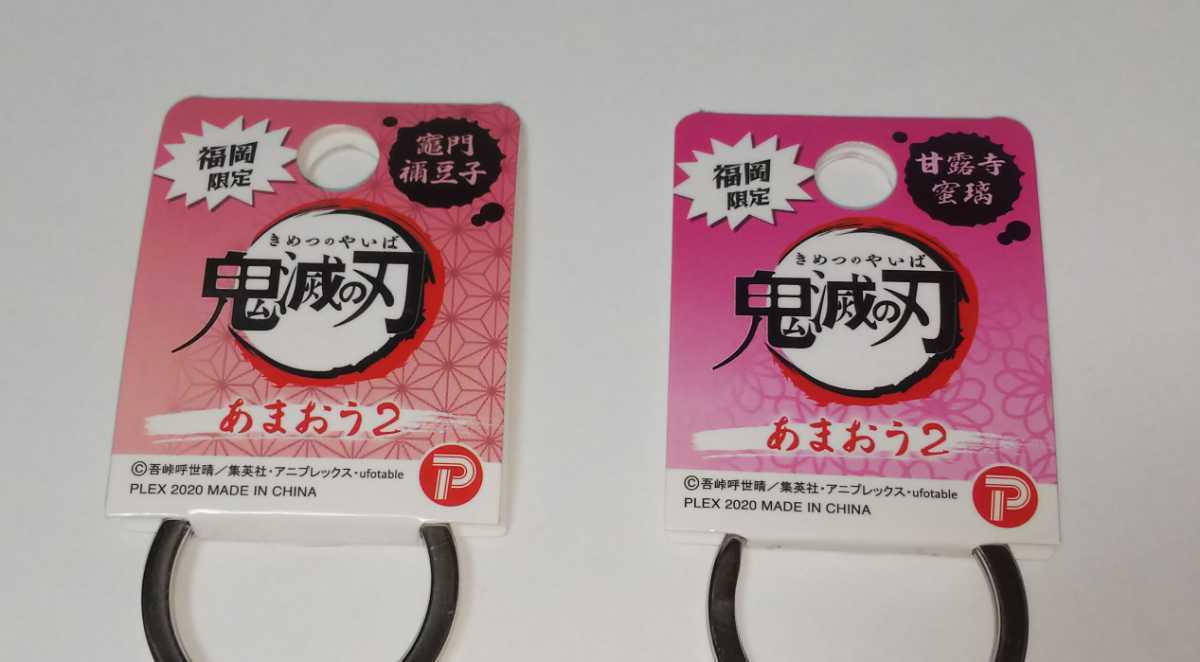 福岡
限定
竈門
禰豆子
きめつのやいば
鬼滅の刃
あまおう2
©吾峠呼世晴／集英社・アニプレックス・ufotable
PLEX 2020 MADE IN CHINA
P
福岡
限定
甘露寺
蜜璃
きめつのやいば
鬼滅の刃
あまおう2
©吾峠呼世晴／集英社・アニプレックス・ufotable
PLEX 2020 MADE IN CHINA
P